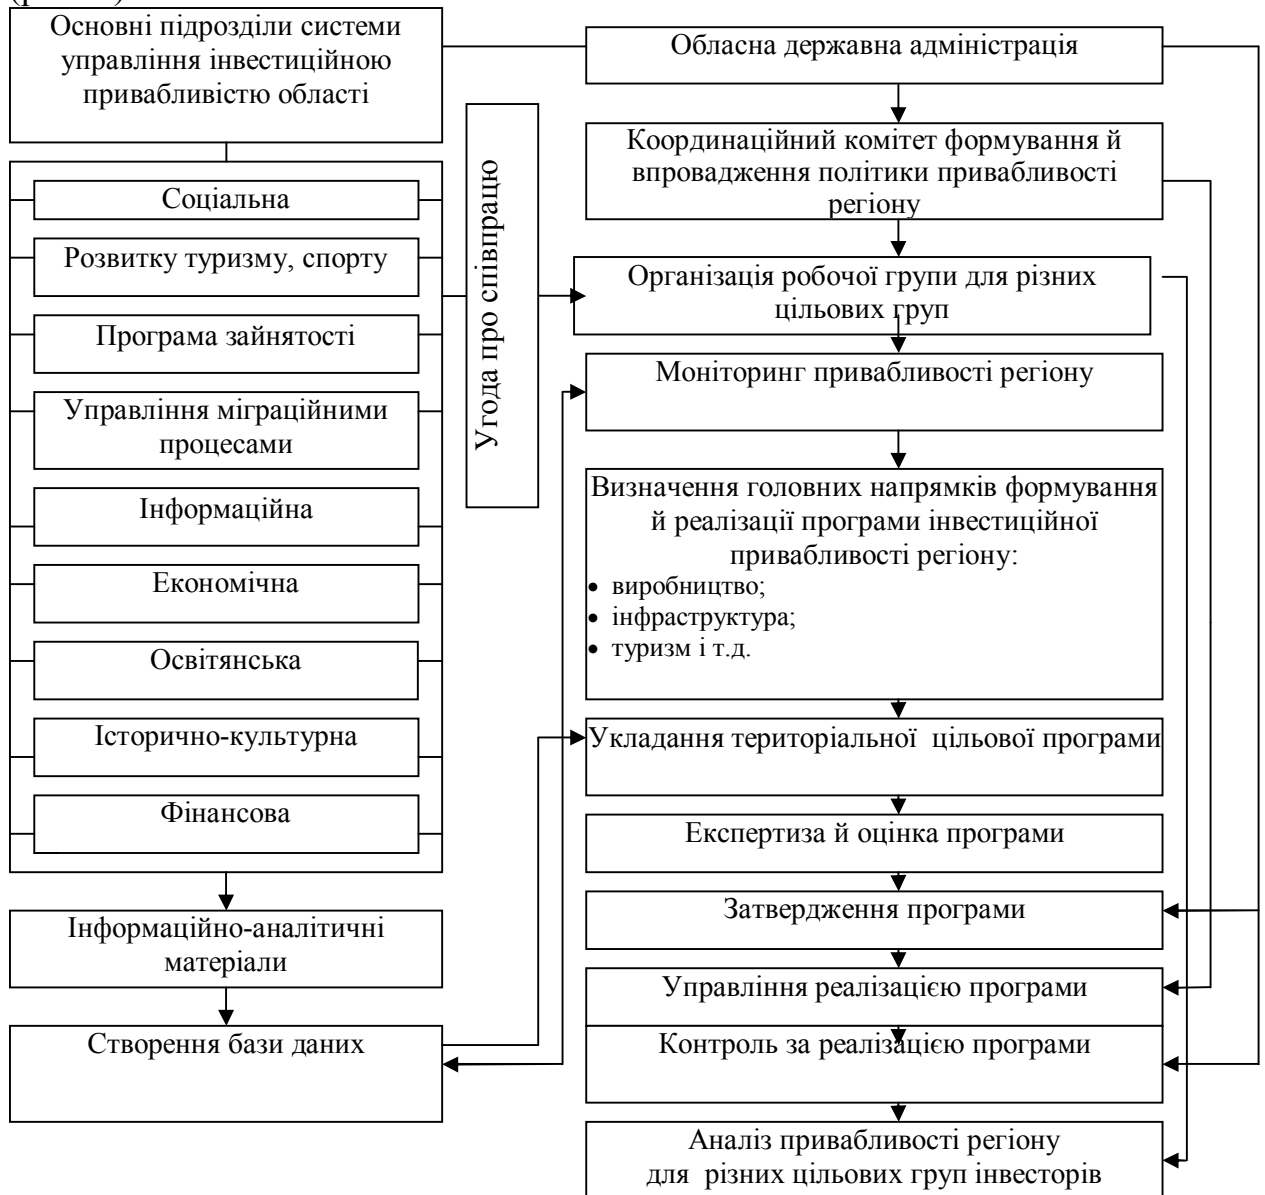 Основні підрозділи системи
управління інвестиційною
привабливістю області
Соціальна
Розвитку туризму, спорту
Програма зайнятості
Управління міграційними
процесами
Інформаційна
Економічна
Освітянська
Історично-культурна
Фінансова
Інформаційно-аналітичні
матеріали
Створення бази даних
Угода про співпрацю
Обласна державна адміністрація
Координаційний комітет формування й
впровадження політики привабливості
регіону
Організація робочої групи для різних
цільових груп
Моніторинг привабливості регіону
Визначення головних напрямків формування
й реалізації програми інвестиційної
привабливості регіону:
• виробництво;
• інфраструктура;
• туризм і т.д.
Укладання територіальної цільової програми
Експертиза й оцінка програми
Затвердження програми
Управління реалізацією програми
Контроль за реалізацією програми
Аналіз привабливості регіону
для різних цільових груп інвесторів